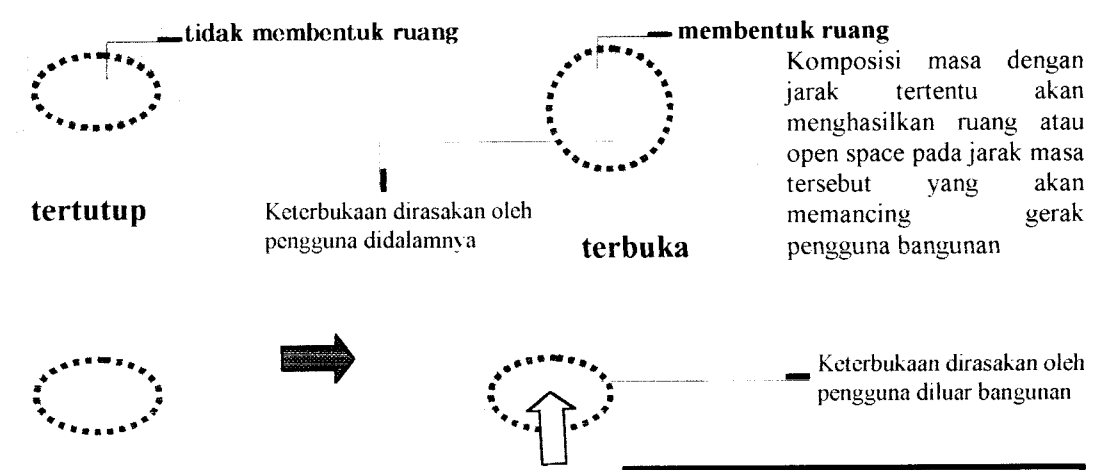 tidak membentuk ruang
membentuk ruang
Komposisi masa dengan
jarak tertentu akan
menghasilkan ruang atau
open space pada jarak masa
tersebut yang akan
memancing gerak
pengguna bangunan
tertutup
Keterbukaan dirasakan oleh
pengguna didalamnya
terbuka
Keterbukaan dirasakan oleh
pengguna diluar bangunan